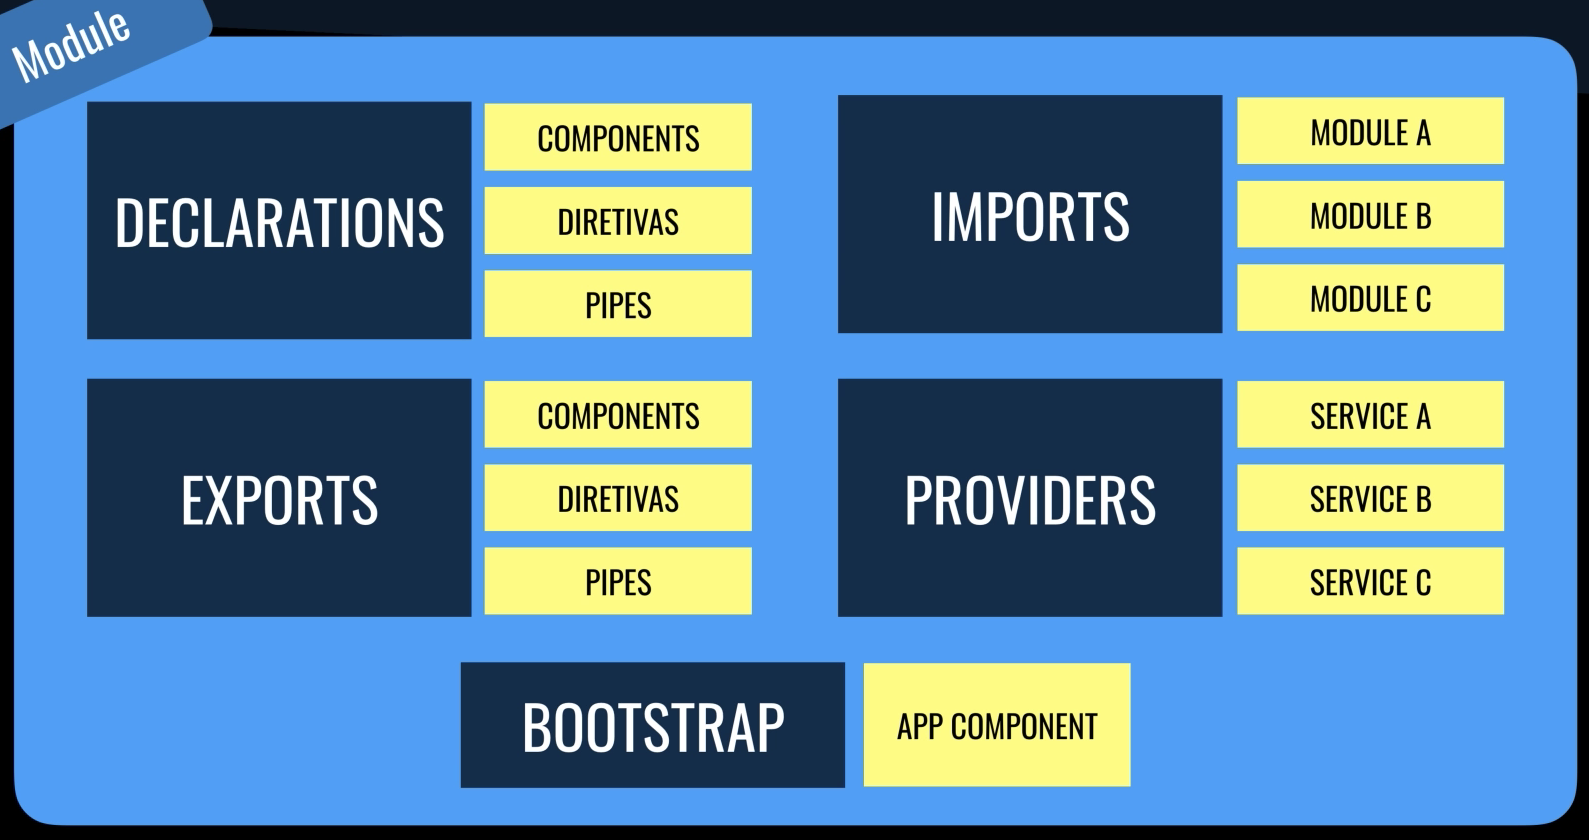 Module
DECLARATIONS
COMPONENTS
DIRETIVAS
PIPES
IMPORTS
MODULE A
MODULE B
MODULE C
EXPORTS
COMPONENTS
DIRETIVAS
PIPES
PROVIDERS
SERVICE A
SERVICE B
SERVICE C
BOOTSTRAP
APP COMPONENT